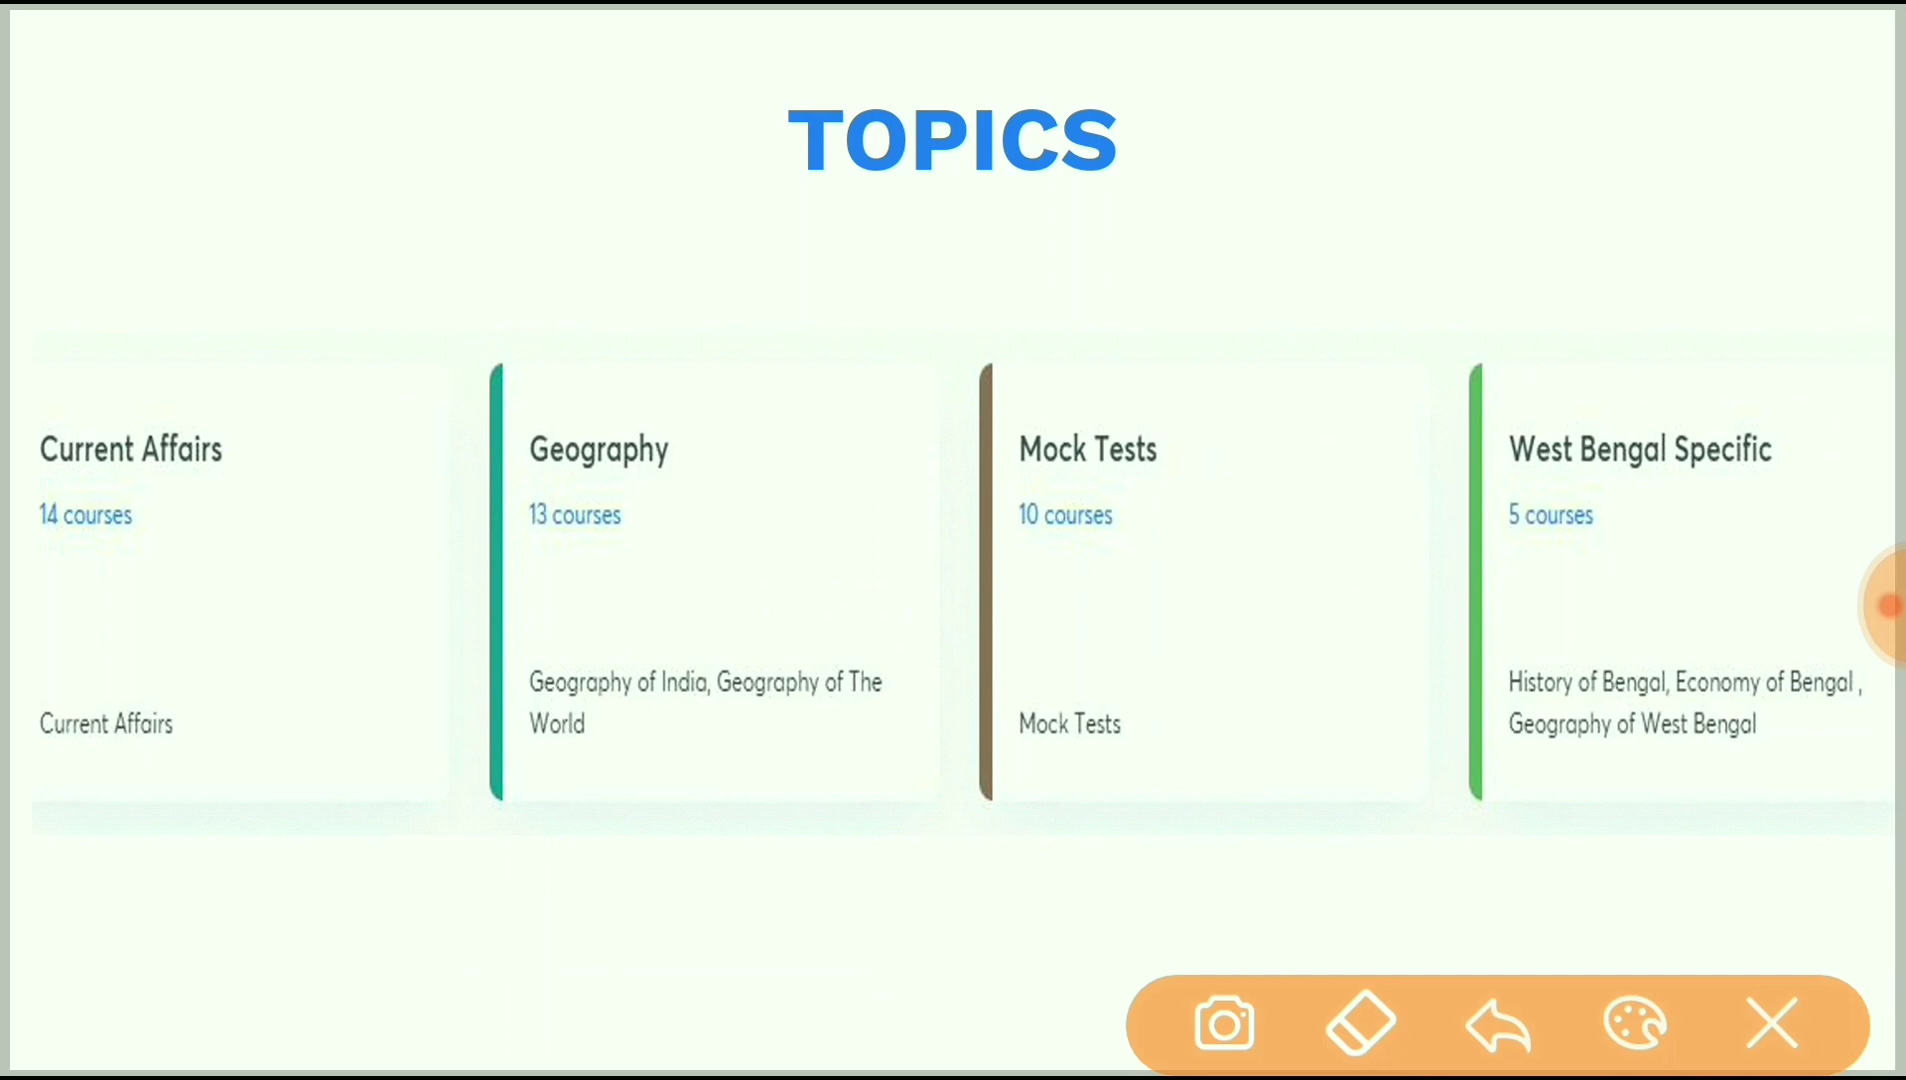 TOPICS
Current Affairs
14 courses
Current Affairs
Geography
13 courses
Geography of India, Geography of The
World
Mock Tests
10 courses
Mock Tests
West Bengal Specific
5 courses
History of Bengal, Economy of Bengal ,
Geography of West Bengal